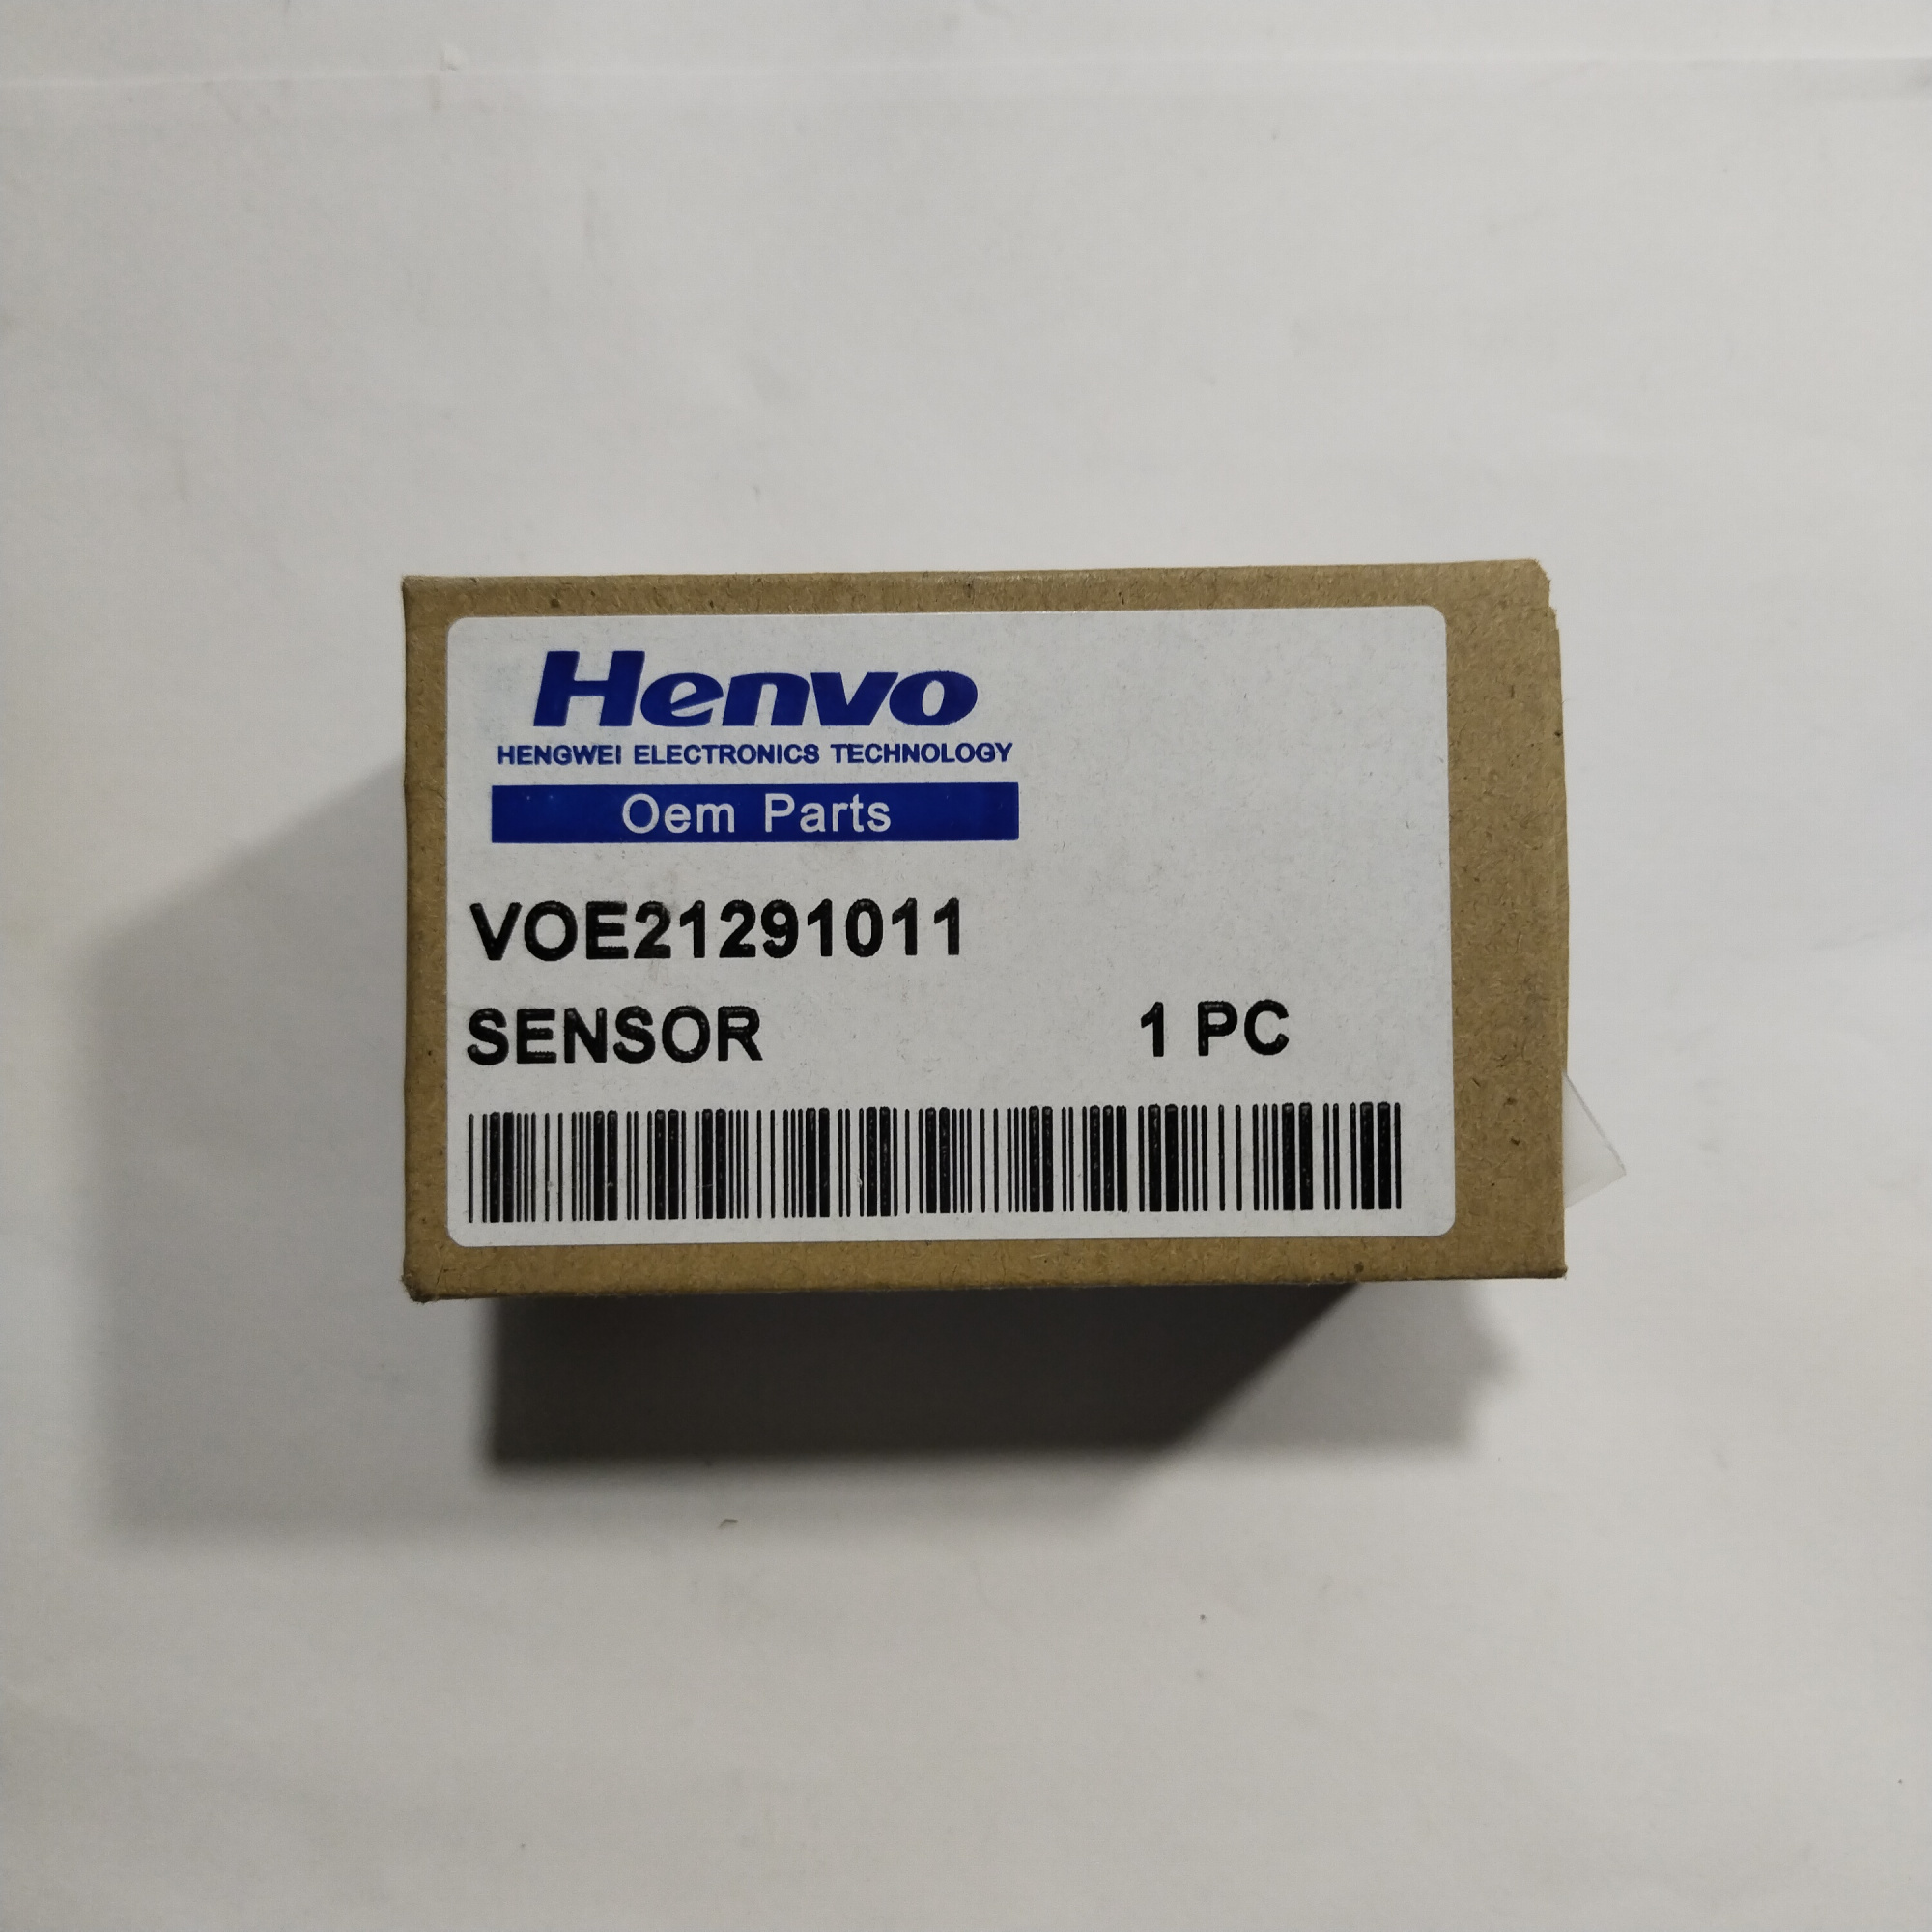 Henvo
HENGWEI ELECTRONICS TECHNOLOGY
Oem Parts
VOE21291011
SENSOR 1 PC